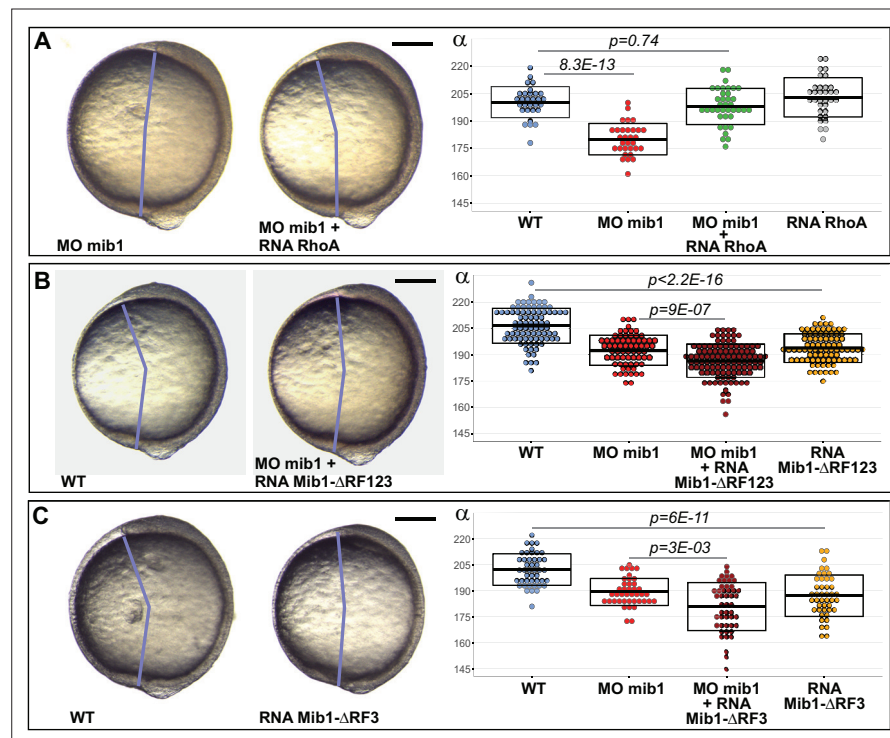 A
MO mib1
MO mib1 +
RNA RhoA
α
220
205
190
175
160
145
p=0.74
8.3E-13
WT
MO mib1
MO mib1
+
RNA RhoA
RNA RhoA
B
WT
MO mib1 +
RNA Mib1-ΔRF123
α
220
205
190
175
160
145
p<2.2E-16
p=9E-07
WT
MO mib1
MO mib1
+ RNA
Mib1-ΔRF123
RNA
Mib1-ΔRF123
C
WT
RNA Mib1-ΔRF3
α
220
205
190
175
160
145
p=6E-11
p=3E-03
WT
MO mib1
MO mib1
+ RNA
Mib1-ΔRF3
RNA
Mib1-ΔRF3